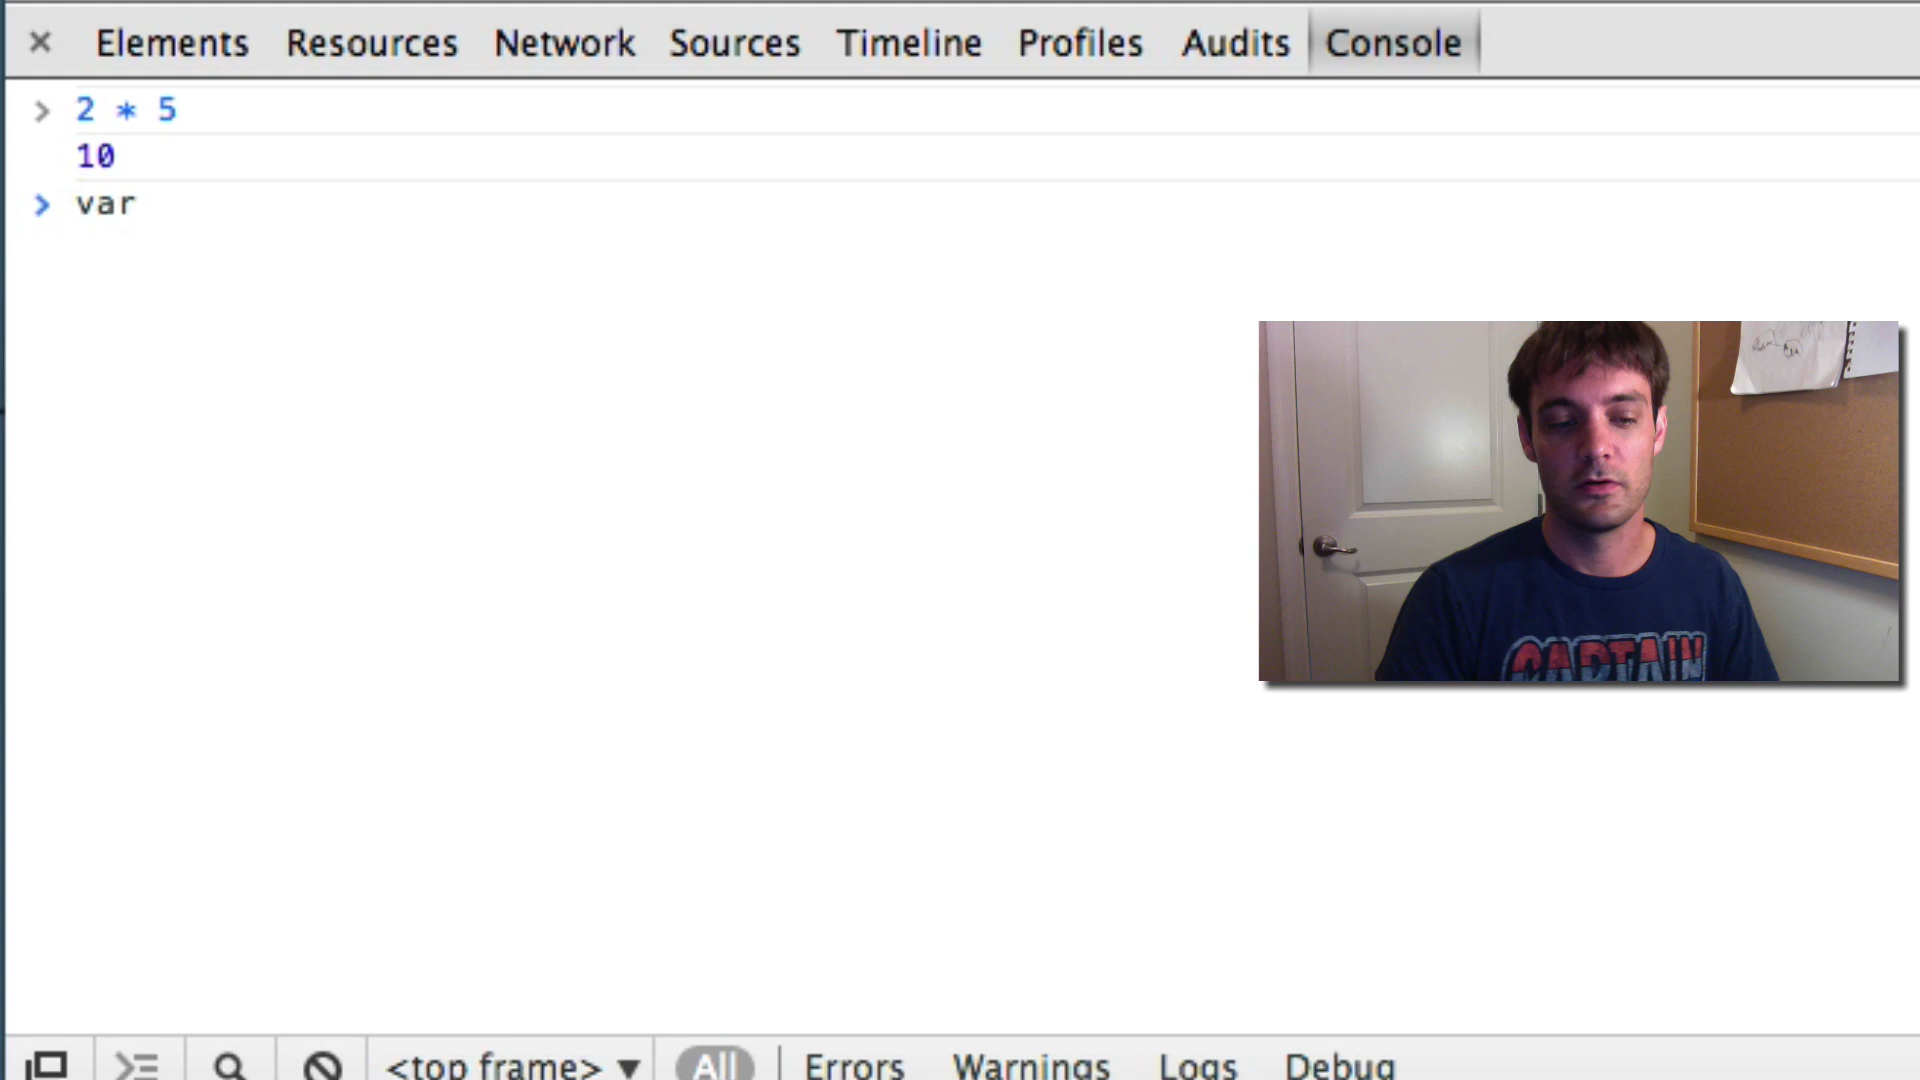 × Elements Resources Network Sources Timeline Profiles Audits Console
> 2 * 5
10
> var
CAPTAIN
<top frame> ▼ All Errors Warnings Logs Debug